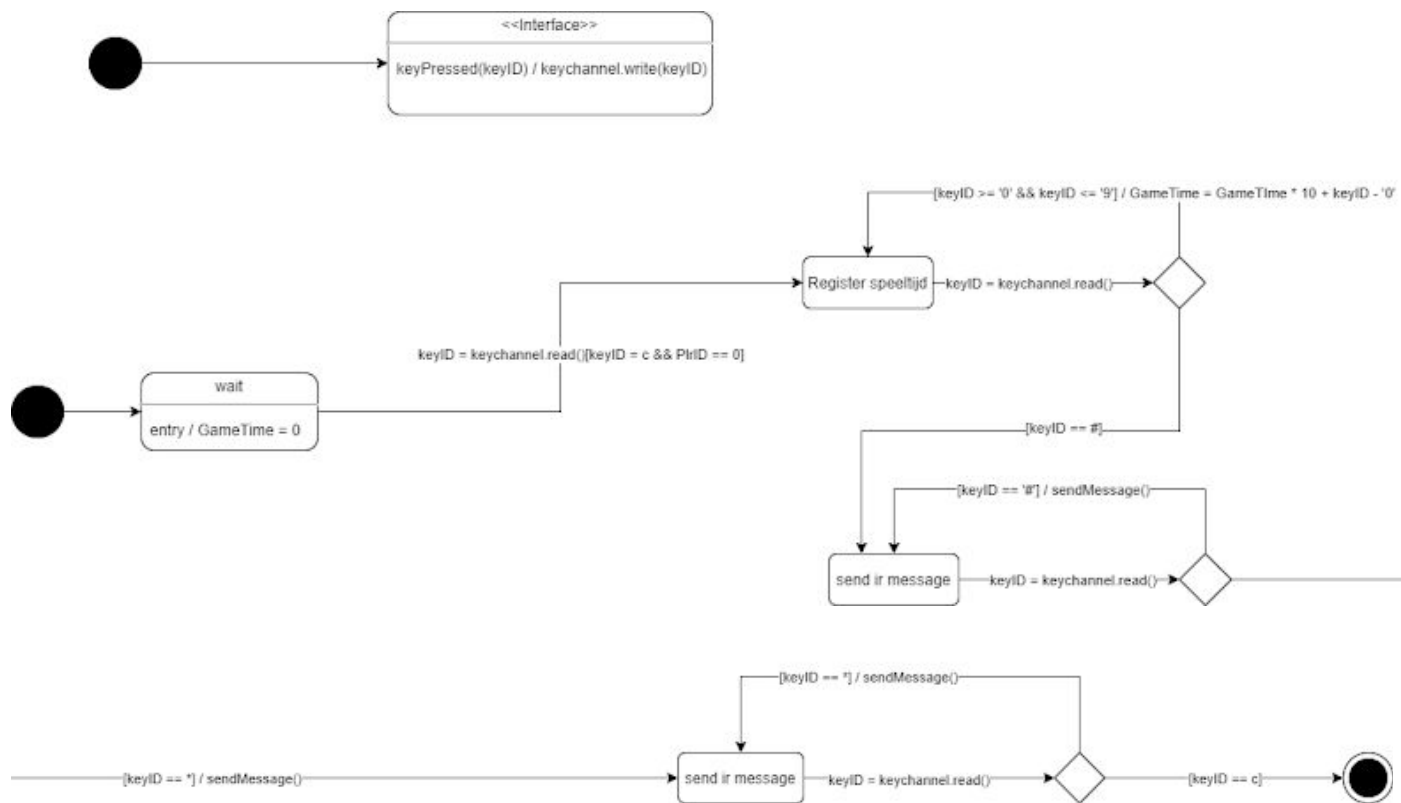 <<Interface>>
keyPressed(keyID) / keychannel.write(keyID)
[keyID >= '0' && keyID <= '9'] / GameTime = GameTIme * 10 + keyID - '0'
Register speeltijd
keyID = keychannel.read()
keyID = keychannel.read()[keyID = c && PlrID == 0]
wait
entry / GameTime = 0
[keyID == #]
[keyID == '#'] / sendMessage()
send ir message
keyID = keychannel.read()
[keyID == *] / sendMessage()
[keyID == *] / sendMessage()
send ir message
keyID = keychannel.read()
[keyID == c]